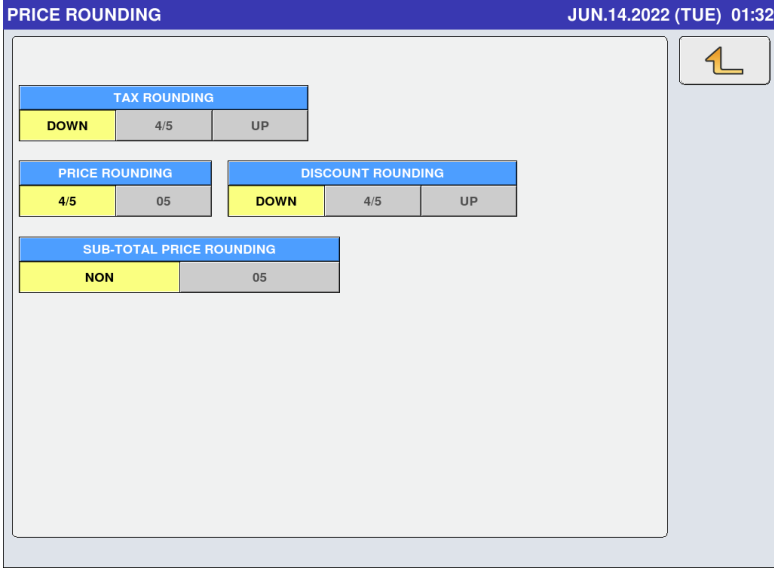 PRICE ROUNDING JUN.14.2022 (TUE) 01:32
TAX ROUNDING
DOWN 4/5 UP
PRICE ROUNDING DISCOUNT ROUNDING
4/5 05 DOWN 4/5 UP
SUB-TOTAL PRICE ROUNDING
NON 05